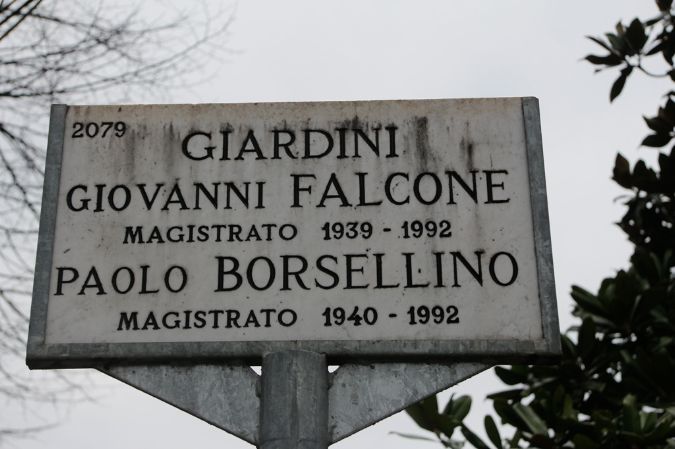 2079
GIARDINI
GIOVANNI FALCONE
MAGISTRATO 1939 - 1992
PAOLO BORSELLINO
MAGISTRATO 1940 - 1992